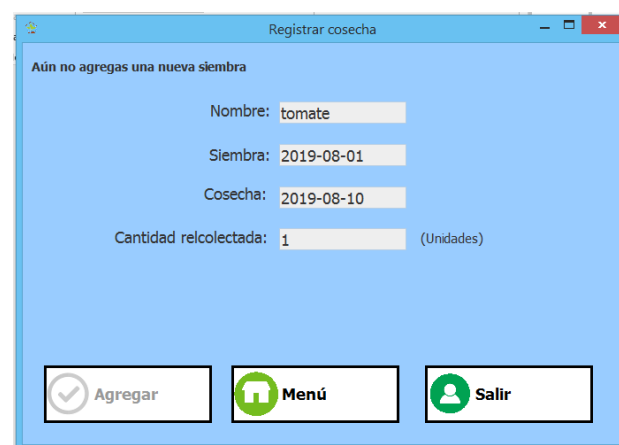 Registrar cosecha
Aún no agregas una nueva siembra
Nombre: tomate
Siembra: 2019-08-01
Cosecha: 2019-08-10
Cantidad relcolectada: 1 (Unidades)
Agregar Menú Salir